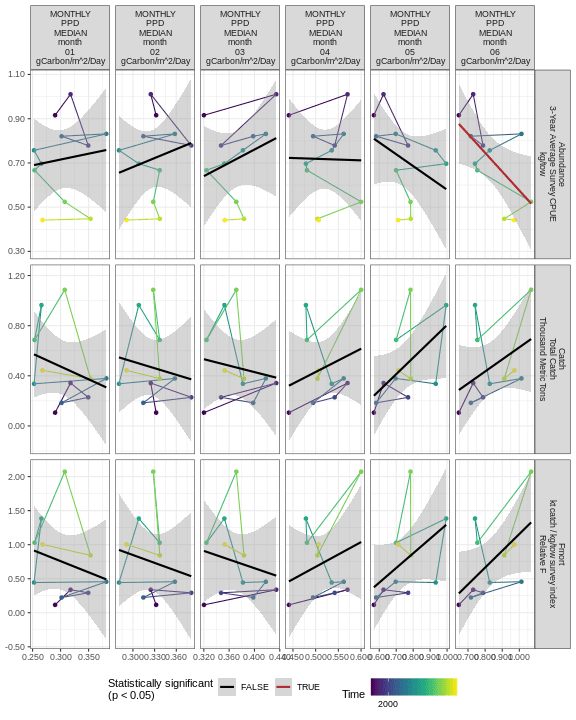 MONTHLY
PPD
MEDIAN
month
01
gCarbon/m^2/Day
MONTHLY
PPD
MEDIAN
month
02
gCarbon/m^2/Day
MONTHLY
PPD
MEDIAN
month
03
gCarbon/m^2/Day
MONTHLY
PPD
MEDIAN
month
04
gCarbon/m^2/Day
MONTHLY
PPD
MEDIAN
month
05
gCarbon/m^2/Day
MONTHLY
PPD
MEDIAN
month
06
gCarbon/m^2/Day
1.10
0.90
0.70
0.50
0.30
Abundance
3-Year Average Survey CPUE
kg/tow
1.20
0.80
0.40
0.00
Catch
Total Catch
Thousand Metric Tons
2.00
1.50
1.00
0.50
0.00
-0.50
Fmort
kt catch / kg/tow survey index
Relative F
0.250 0.300 0.350
0.300 0.330 0.360
0.320 0.360 0.400 0.440
0.450 0.500 0.550 0.600
0.600 0.700 0.800 0.900 1.000
0.700 0.800 0.900 1.000
Statistically significant
(p < 0.05)
FALSE
TRUE
Time
2000